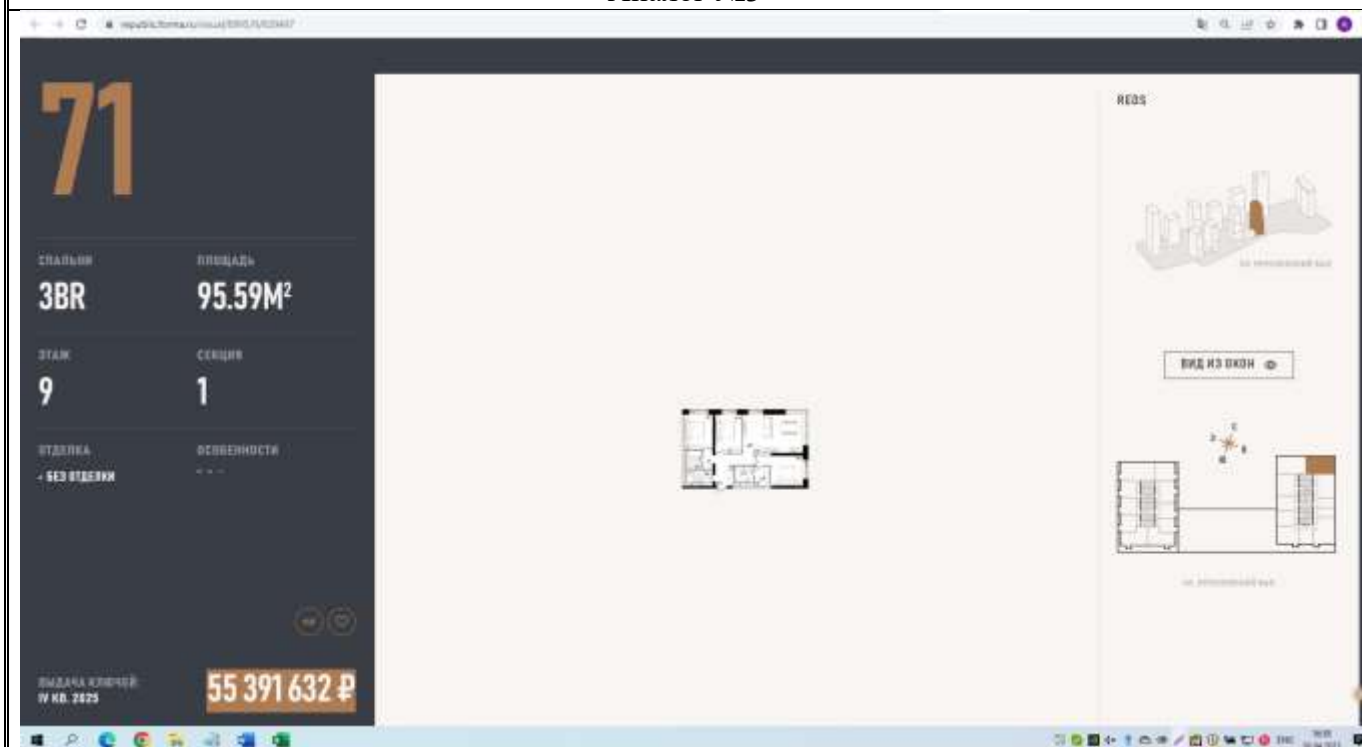 71
СПАЛЬНИ
ПЛОЩАДЬ
3BR
95.59М²
ЭТАЖ
СЕКЦИЯ
9
1
ОТДЕЛКА
ОСОБЕННОСТИ
- БЕЗ ОТДЕЛКИ
- - -
ВЫДАЧА КЛЮЧЕЙ:
IV КВ. 2025
55 391 632 ₽
REDS
ВИД ИЗ ОКОН